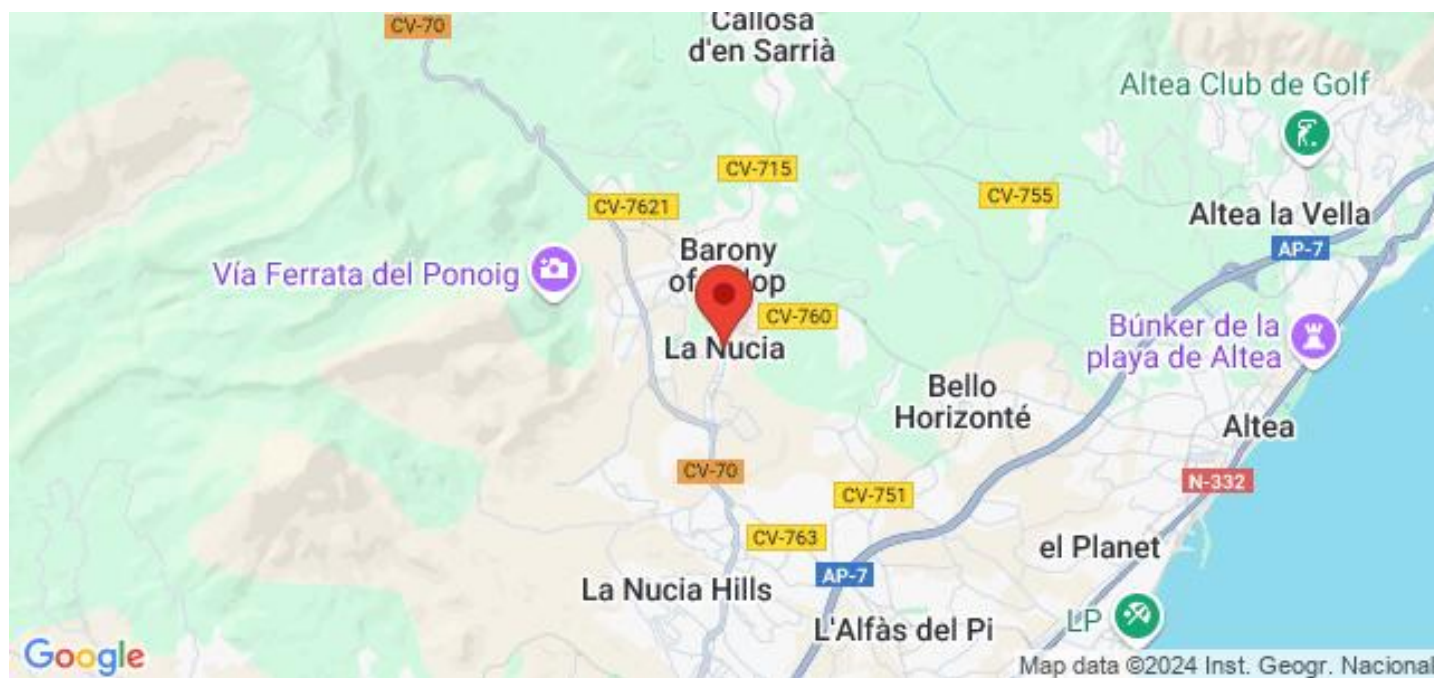 CV-70
Callosa
d'en Sarrià
Altea Club de Golf
CV-715
CV-755
CV-7621
Altea la Vella
AP-7
Barony
Vía Ferrata del Ponoig
CV-760
La Nucia
Búnker de la
playa de Altea
Bello
Horizonté
Altea
CV-70
N-332
CV-751
CV-763
el Planet
AP-7
La Nucia Hills
L'Alfàs del Pi
LP
Google
Map data ©2024 Inst. Geogr. Nacional